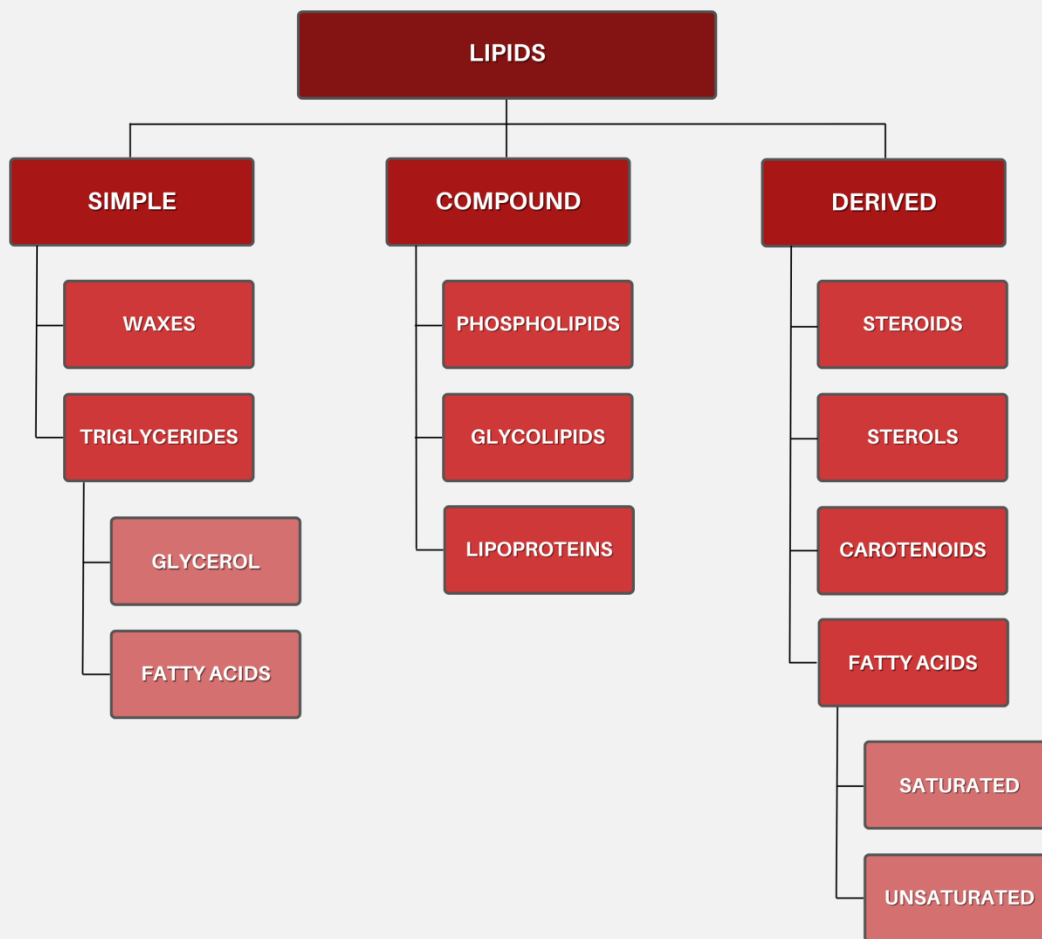 LIPIDS
SIMPLE
WAXES
TRIGLYCERIDES
GLYCEROL
FATTY ACIDS
COMPOUND
PHOSPHOLIPIDS
GLYCOLIPIDS
LIPOPROTEINS
DERIVED
STEROIDS
STEROLS
CAROTENOIDS
FATTY ACIDS
SATURATED
UNSATURATED